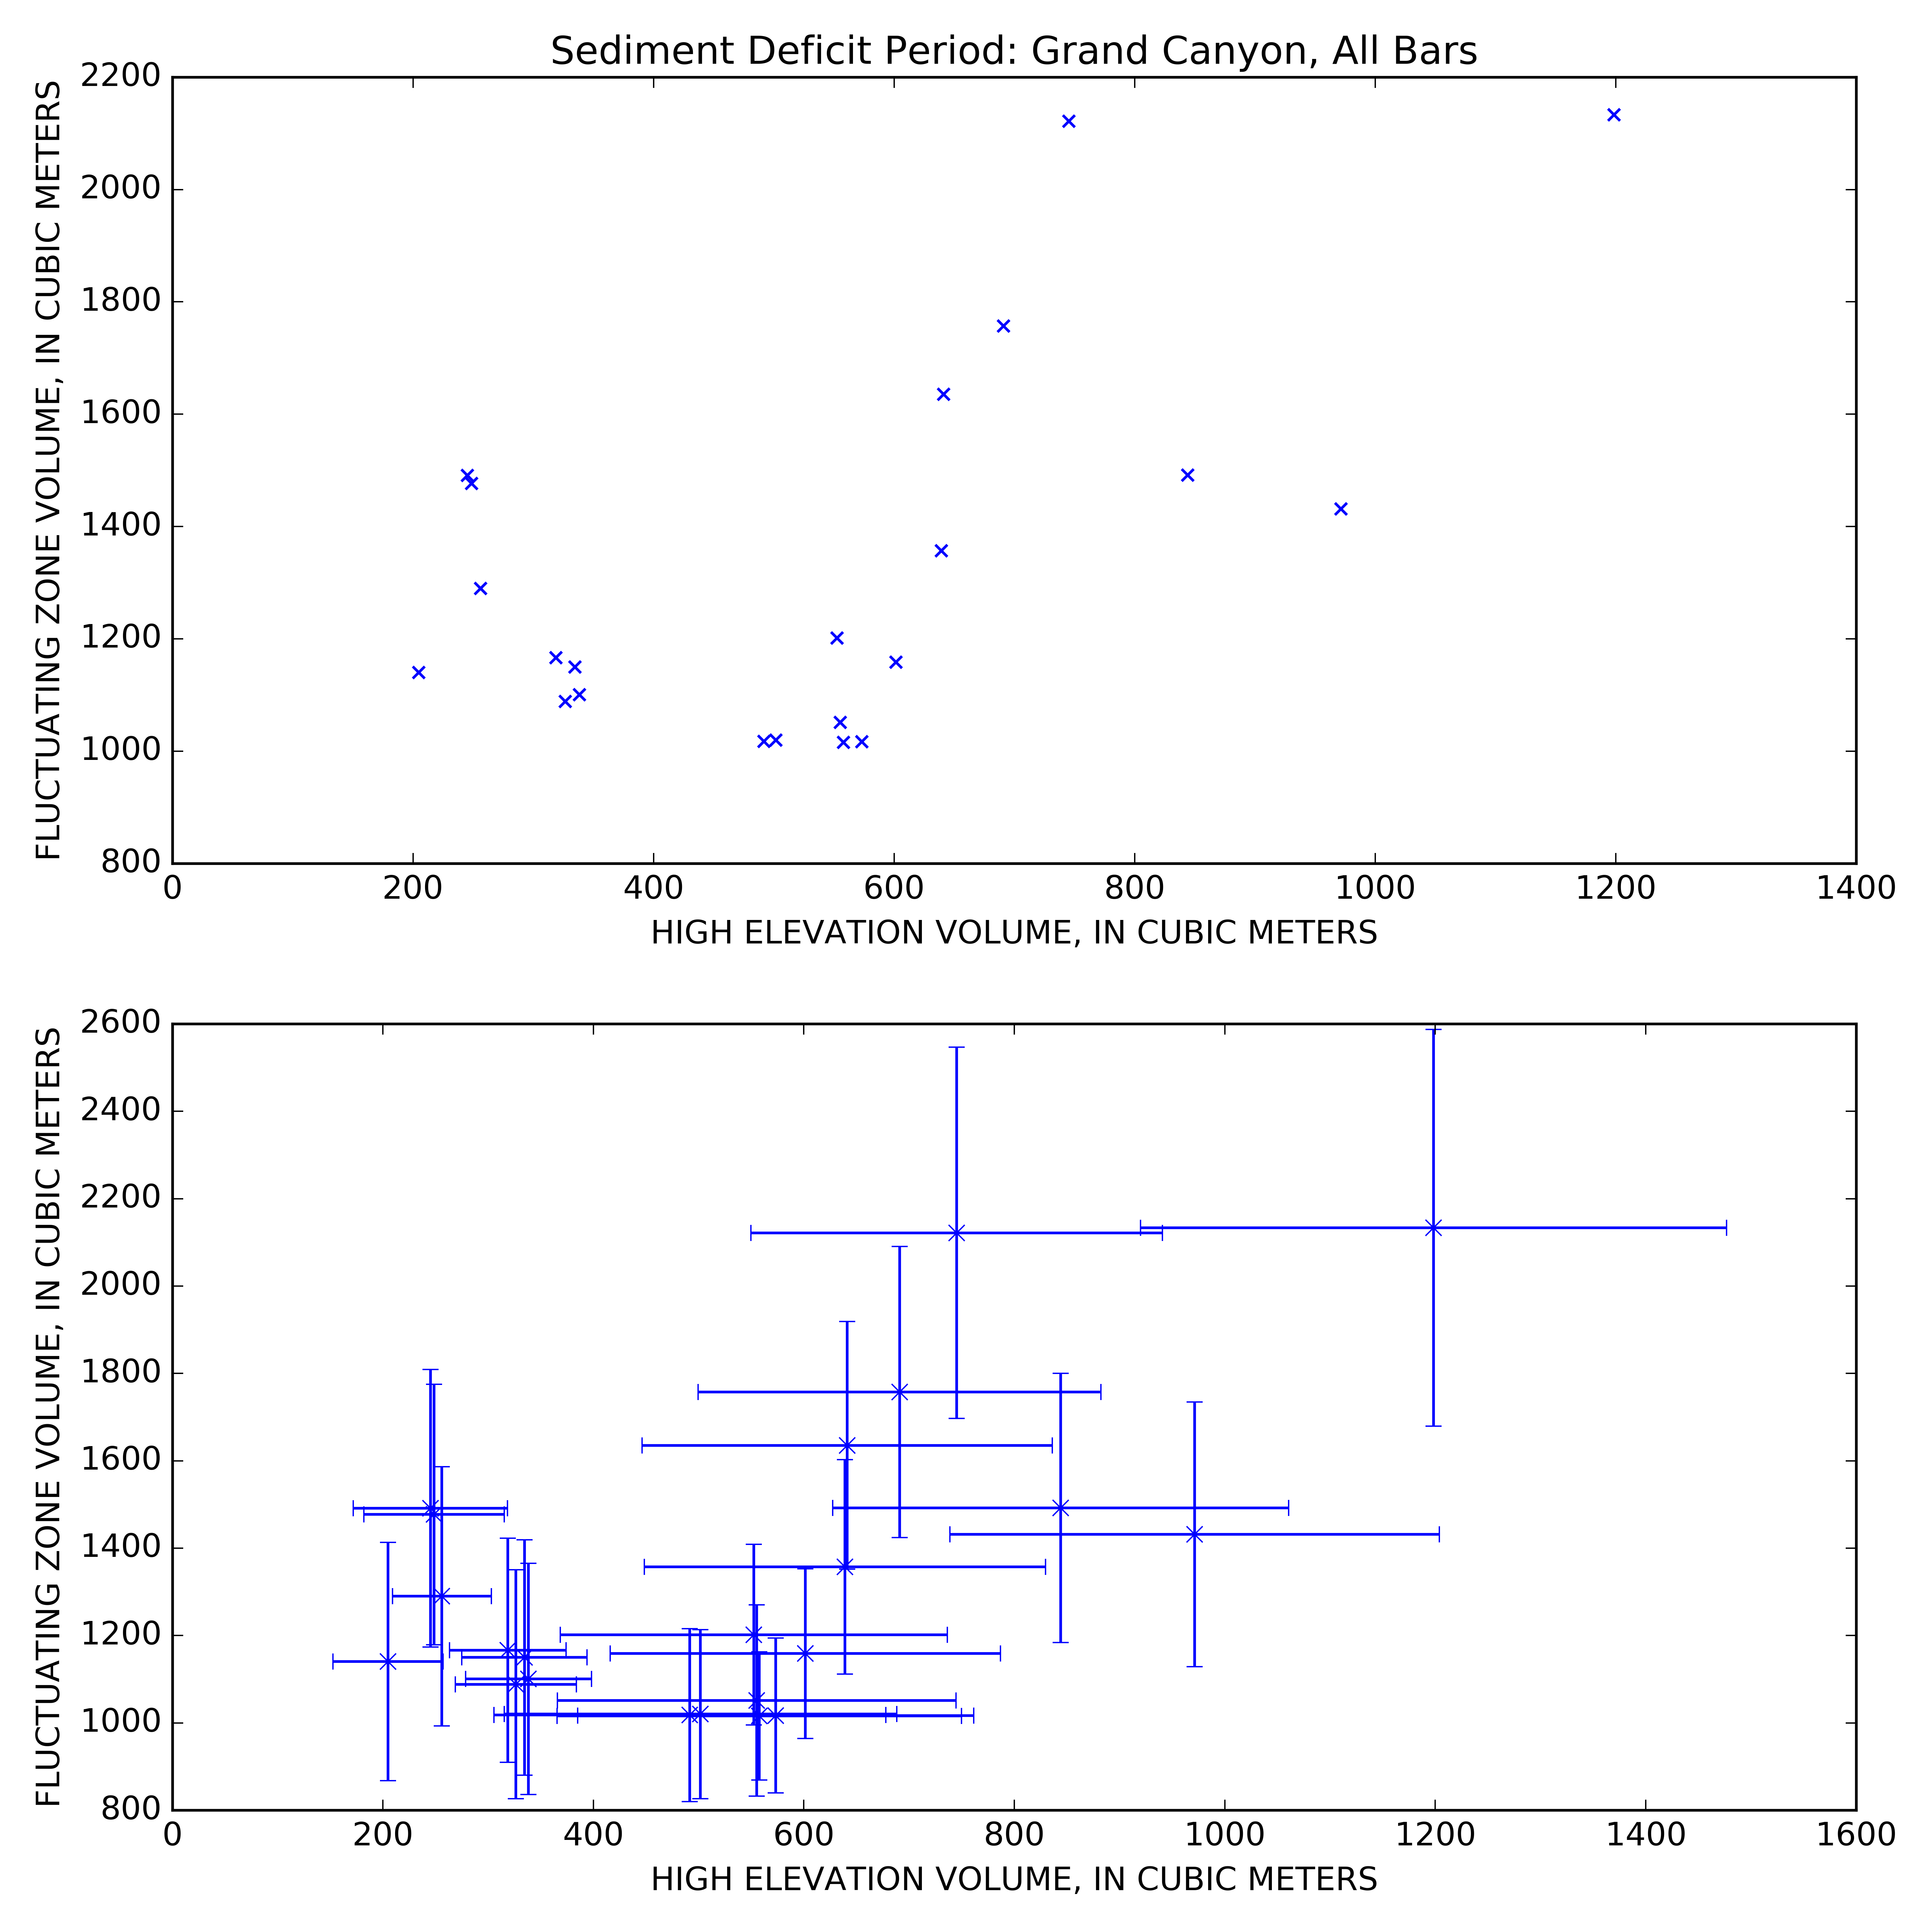 Sediment Deficit Period: Grand Canyon, All Bars
FLUCTUATING ZONE VOLUME, IN CUBIC METERS
2200
2000
1800
1600
1400
1200
1000
800
0 200 400 600 800 1000 1200 1400
HIGH ELEVATION VOLUME, IN CUBIC METERS
FLUCTUATING ZONE VOLUME, IN CUBIC METERS
2600
2400
2200
2000
1800
1600
1400
1200
1000
800
0 200 400 600 800 1000 1200 1400 1600
HIGH ELEVATION VOLUME, IN CUBIC METERS